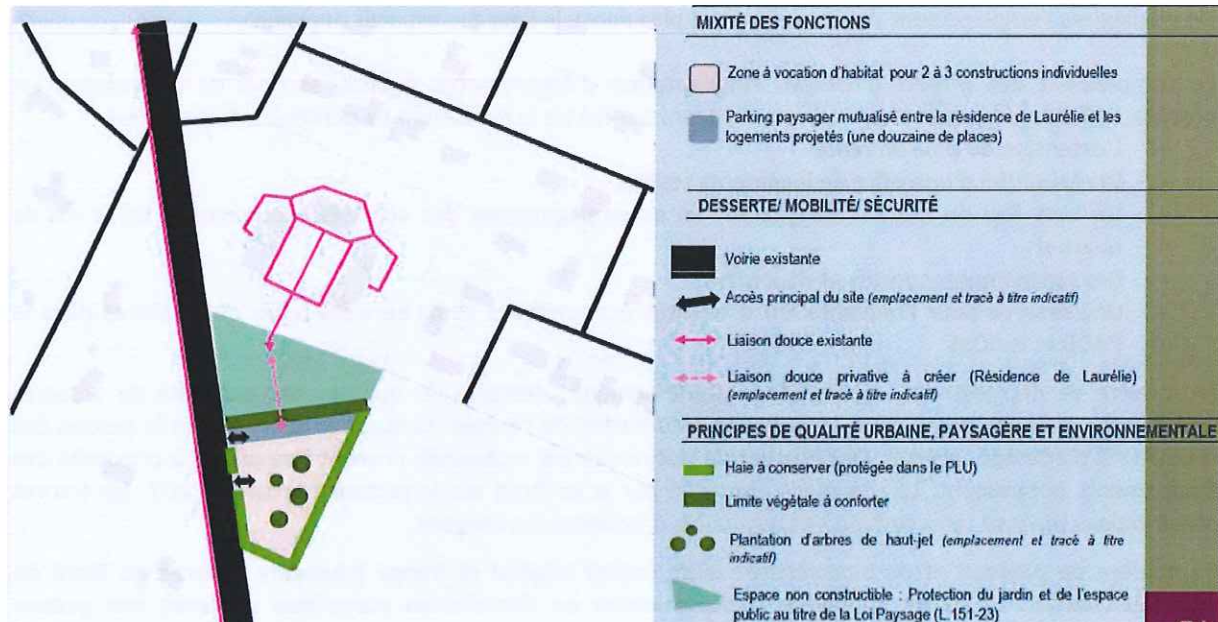 MIXITÉ DES FONCTIONS
Zone à vocation d'habitat pour 2 à 3 constructions individuelles
Parking paysager mutualisé entre la résidence de Laurélie et les
logements projetés (une douzaine de places)
DESSERTE/ MOBILITÉ/ SÉCURITÉ
Voirie existante
Accès principal du site (emplacement et tracé à titre indicatif)
Liaison douce existante
Liaison douce privative à créer (Résidence de Laurélie)
(emplacement et tracé à titre indicatif)
PRINCIPES DE QUALITÉ URBAINE, PAYSAGÈRE ET ENVIRONNEMENTALE
Haie à conserver (protégée dans le PLU)
Limite végétale à conforter
Plantation d'arbres de haut-jet (emplacement et tracé à titre
indicatif)
Espace non constructible : Protection du jardin et de l'espace
public au titre de la Loi Paysage (L.151-23)